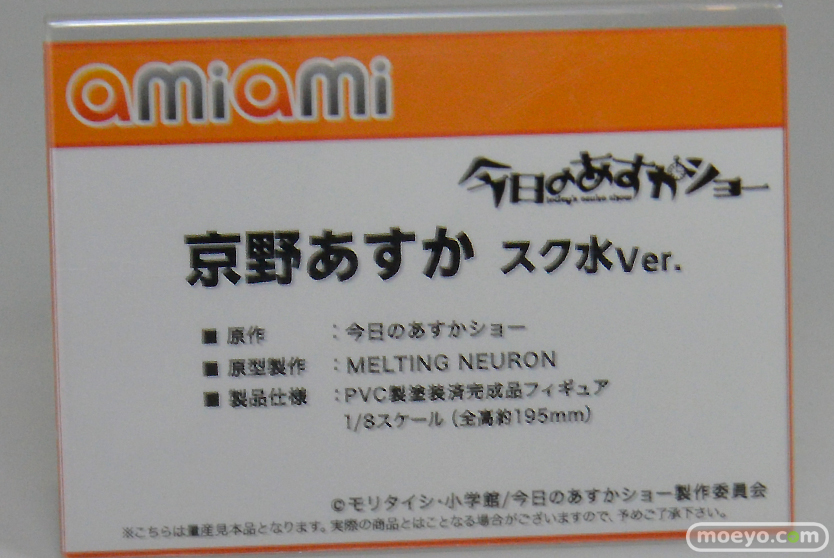 amiami
今日のあすかショー
today's asuka show
京野あすか スク水Ver.
■ 原作 ：今日のあすかショー
■ 原型製作 ：MELTING NEURON
■ 製品仕様 ：PVC製塗装済完成品フィギュア
1/8スケール（全高約195mm）
©モリタイシ・小学館/今日のあすかショー製作委員会
※こちらは量産見本品となります。実際の商品とはことなる場合がございますので、予めご了承下さい。
moeyo.com